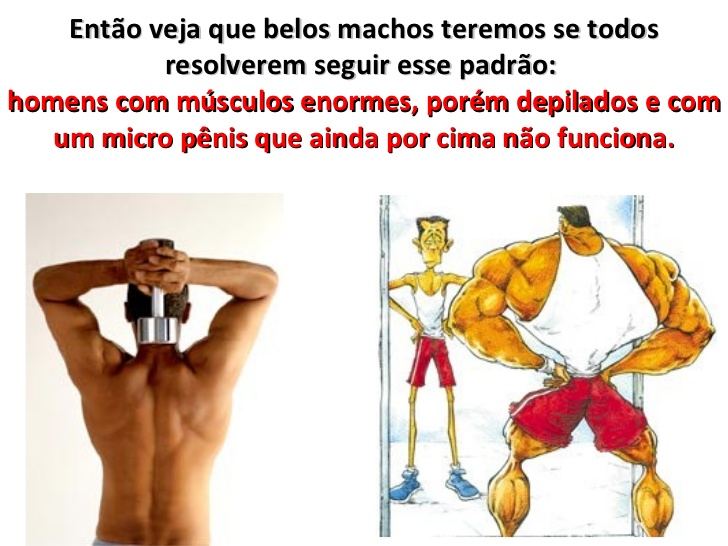 Então veja que belos machos teremos se todos
resolverem seguir esse padrão:
homens com músculos enormes, porém depilados e com
um micro pênis que ainda por cima não funciona.